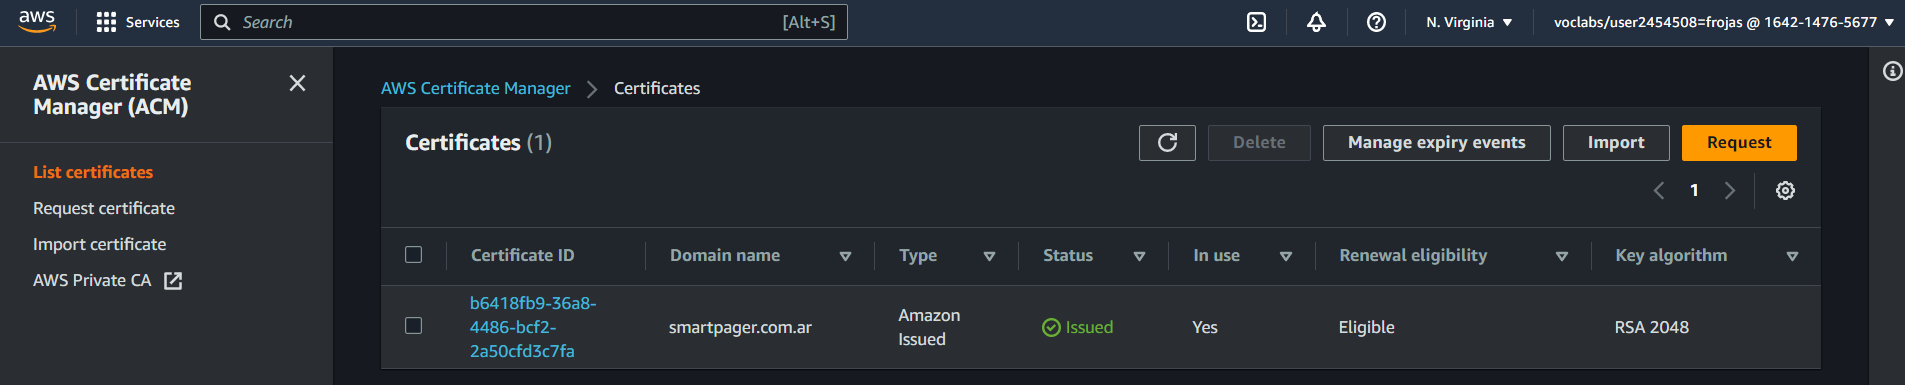 aws
Services
Search
[Alt+S]
N. Virginia
voclabs/user2454508=frojas @ 1642-1476-5677
AWS Certificate
Manager (ACM)
List certificates
Request certificate
Import certificate
AWS Private CA
AWS Certificate Manager
Certificates
Certificates (1)
Delete
Manage expiry events
Import
Request
1
Certificate ID
Domain name
Type
Status
In use
Renewal eligibility
Key algorithm
b6418fb9-36a8-
4486-bcf2-
2a50cfd3c7fa
smartpager.com.ar
Amazon
Issued
Issued
Yes
Eligible
RSA 2048